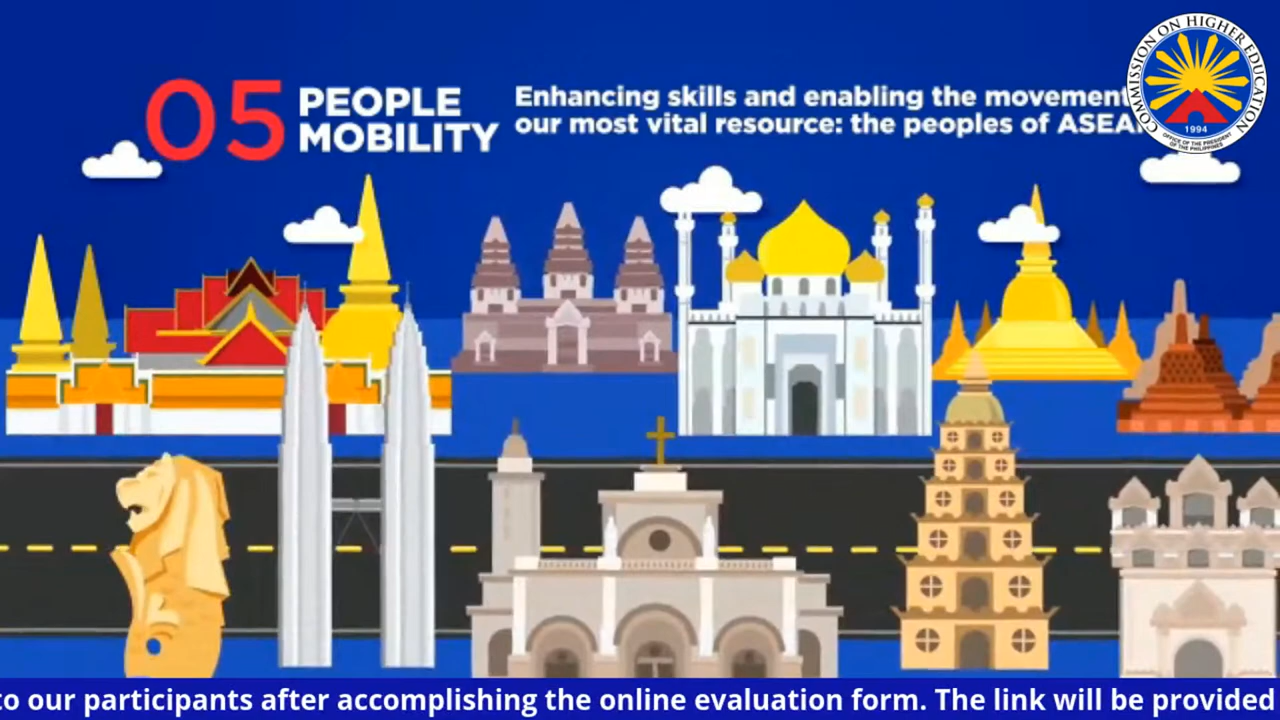 05
PEOPLE
MOBILITY
Enhancing skills and enabling the movement
our most vital resource: the peoples of
COMMISSION ON HIGHER EDUCATION
1994
OFFICE OF THE PRESIDENT
OF THE PHILIPPINES
to our participants after accomplishing the online evaluation form. The link will be provided